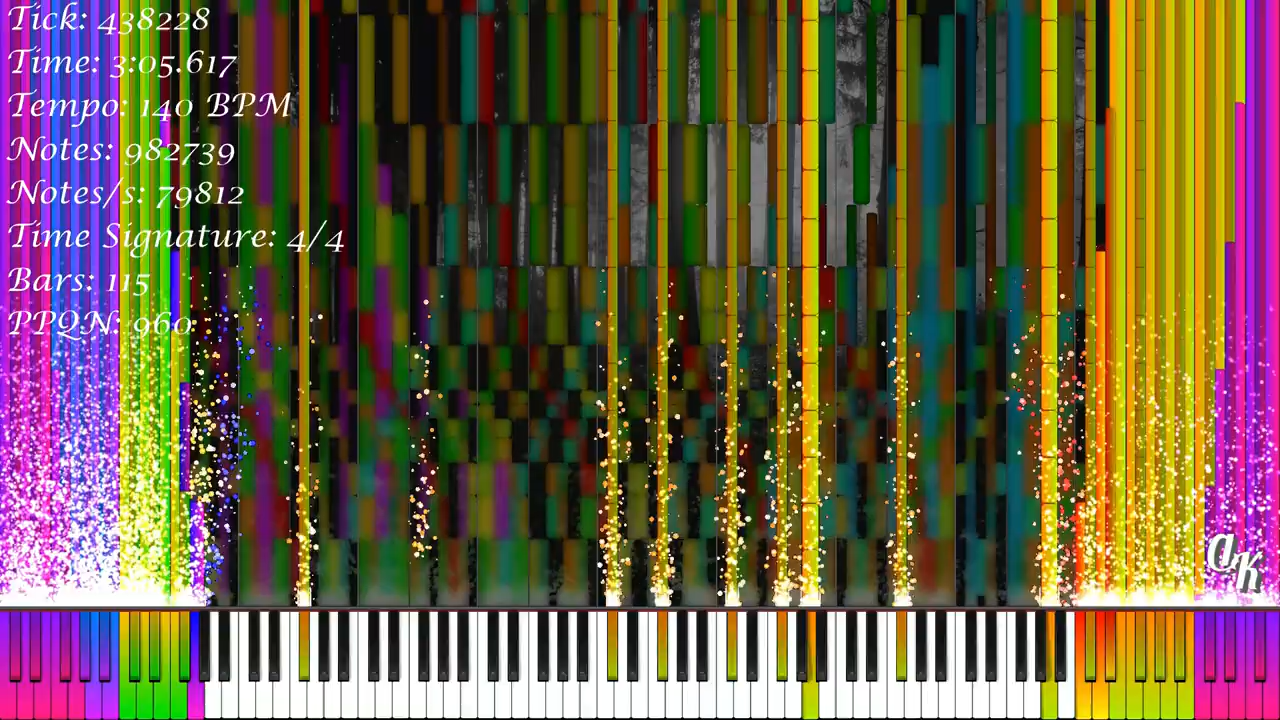 Tick: 438228
Time: 3:05.617
Tempo: 140 BPM
Notes: 982739
Notes/s: 79812
Time Signature: 4/4
Bars: 115
PPQN: 960
AK